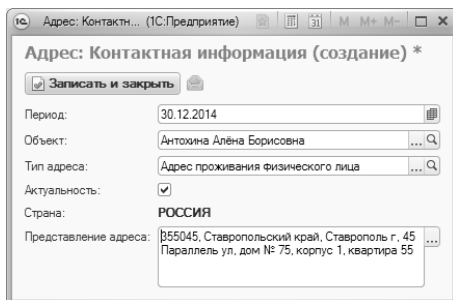 1С Адрес: Контактн... (1С:Предприятие) 31 M M+ M-
Адрес: Контактная информация (создание) *
Записать и закрыть
Период: 30.12.2014
Объект: Антохина Алёна Борисовна ...
Тип адреса: Адрес проживания физического лица ...
Актуальность:
Страна: РОССИЯ
Представление адреса: 355045, Ставропольский край, Ставрополь г, 45 ...
Параллель ул, дом № 75, корпус 1, квартира 55